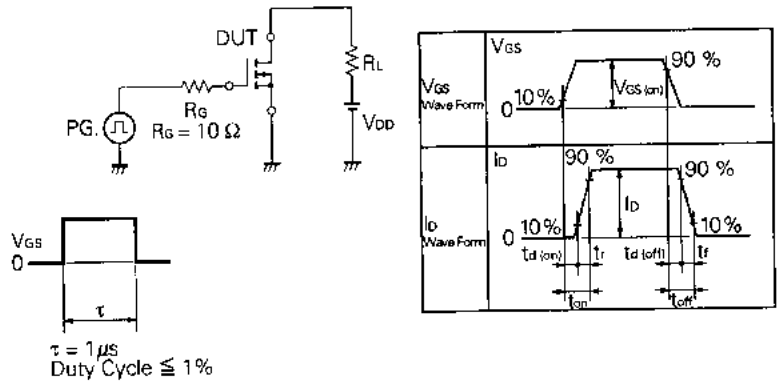 DUT
RL
RG
RG = 10 Ω
PG.
VDD
VGS
0
τ
τ = 1μs
Duty Cycle ≦ 1%
VGS
Wave Form
VGS
90 %
VGS (on)
10%
0
ID
Wave Form
ID
90 %
90 %
ID
10%
10%
0
td (on)
tr
td (off)
tf
ton
toff